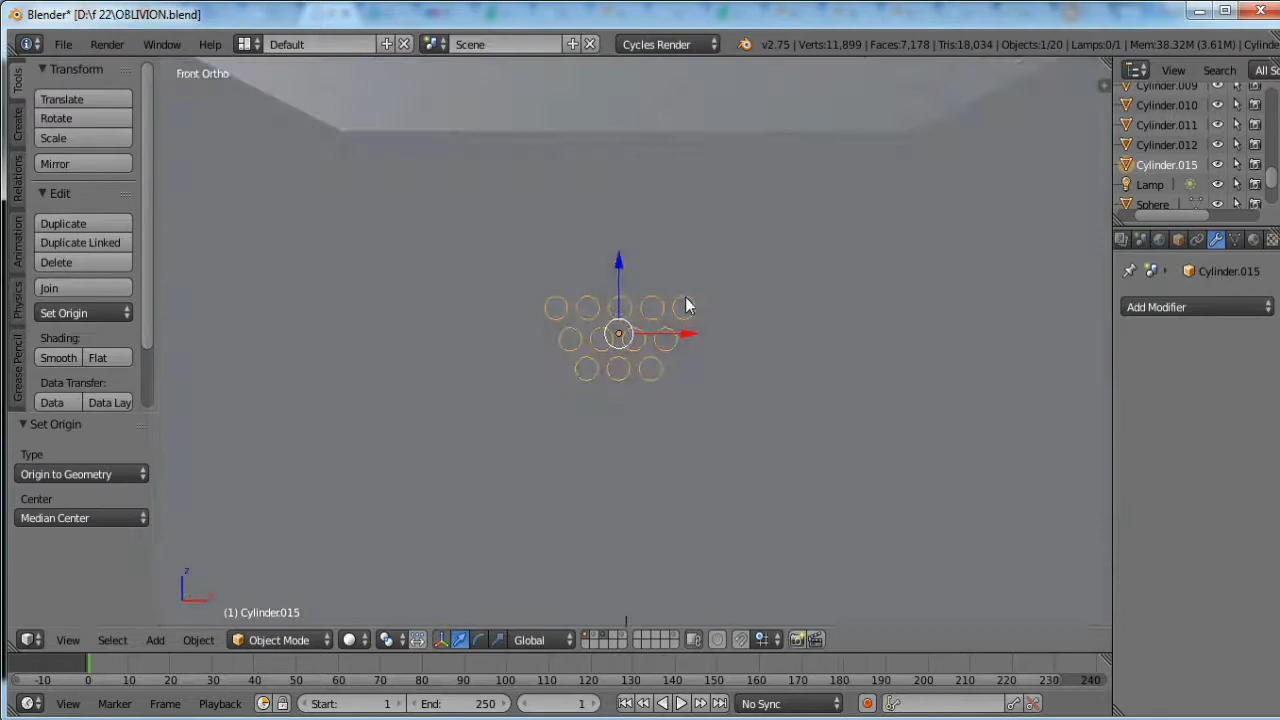 Blender* [D:\f 22\OBLIVION.blend]
File Render Window Help Default Scene Cycles Render v2.75 | Verts:11,899 | Faces:7,178 | Tris:18,034 | Objects:1/20 | Lamps:0/1 | Mem:38.32M (3.61M) | Cylinde
Tools
Create
Relations
Animation
Physics
Grease Pencil
Transform
Translate
Rotate
Scale
Mirror
Edit
Duplicate
Duplicate Linked
Delete
Join
Set Origin
Shading:
Smooth Flat
Data Transfer:
Data Data Lay
Set Origin
Type
Origin to Geometry
Center
Median Center
Front Ortho
z
(1) Cylinder.015
View Search All Sc
Cylinder.009
Cylinder.010
Cylinder.011
Cylinder.012
Cylinder.015
Lamp
Sphere
Cylinder.015
Add Modifier
View Select Add Object Object Mode Global
-10 0 10 20 30 40 50 60 70 80 90 100 110 120 130 140 150 160 170 180 190 200 210 220 230 240
View Marker Frame Playback Start: 1 End: 250 1 No Sync